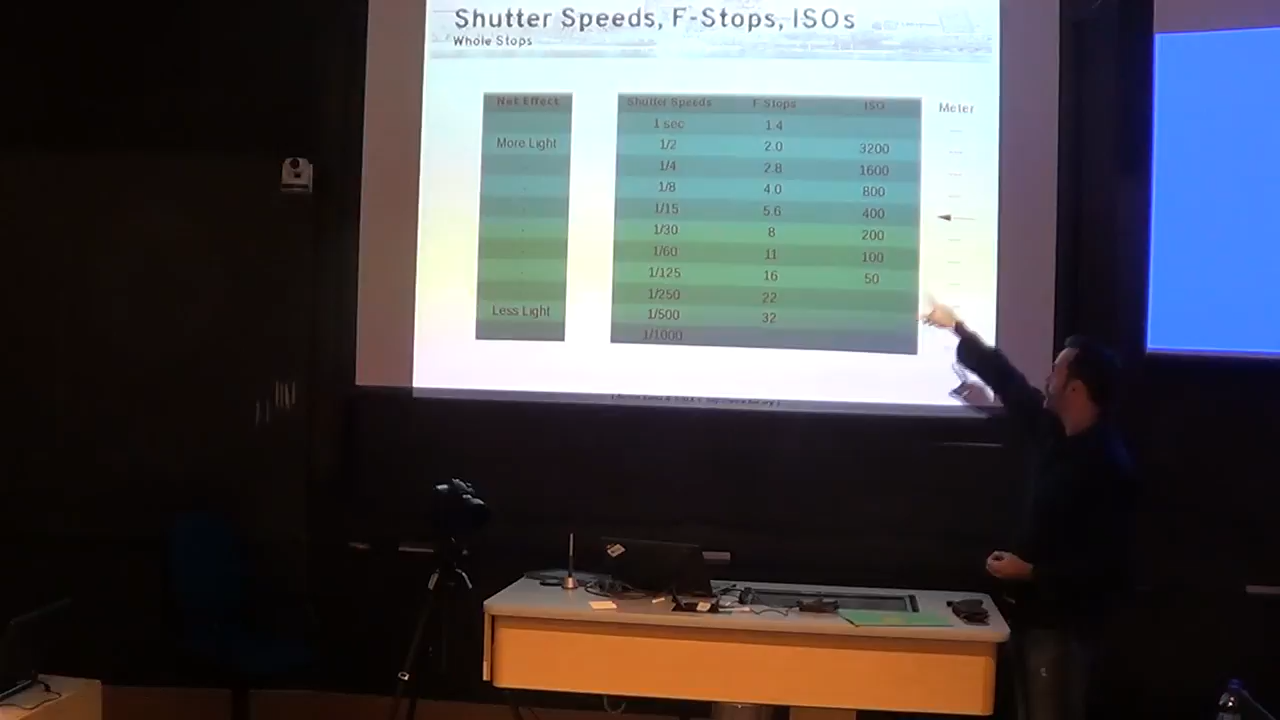 Shutter Speeds, F-Stops, ISOs
Whole Stops
Net Effect Shutter Speeds F Stops ISO Meter
1 sec 1.4
More Light 1/2 2.0 3200
1/4 2.8 1600
1/8 4.0 800
1/15 5.6 400
1/30 8 200
1/60 11 100
1/125 16 50
1/250 22
Less Light 1/500 32
1/1000